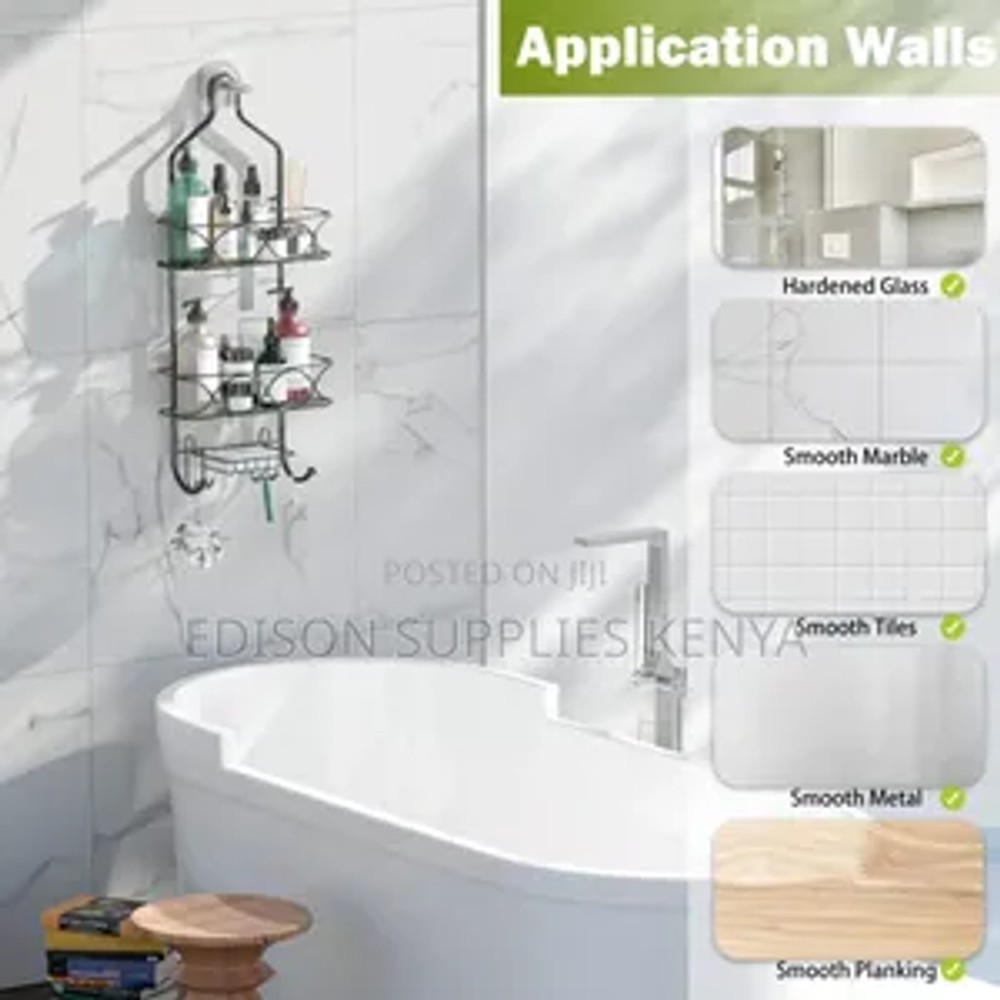 Application Walls
Hardened Glass
Smooth Marble
POSTED ON JIJI
EDISON SUPPLIES KENYA
Smooth Tiles
Smooth Metal
Smooth Planking